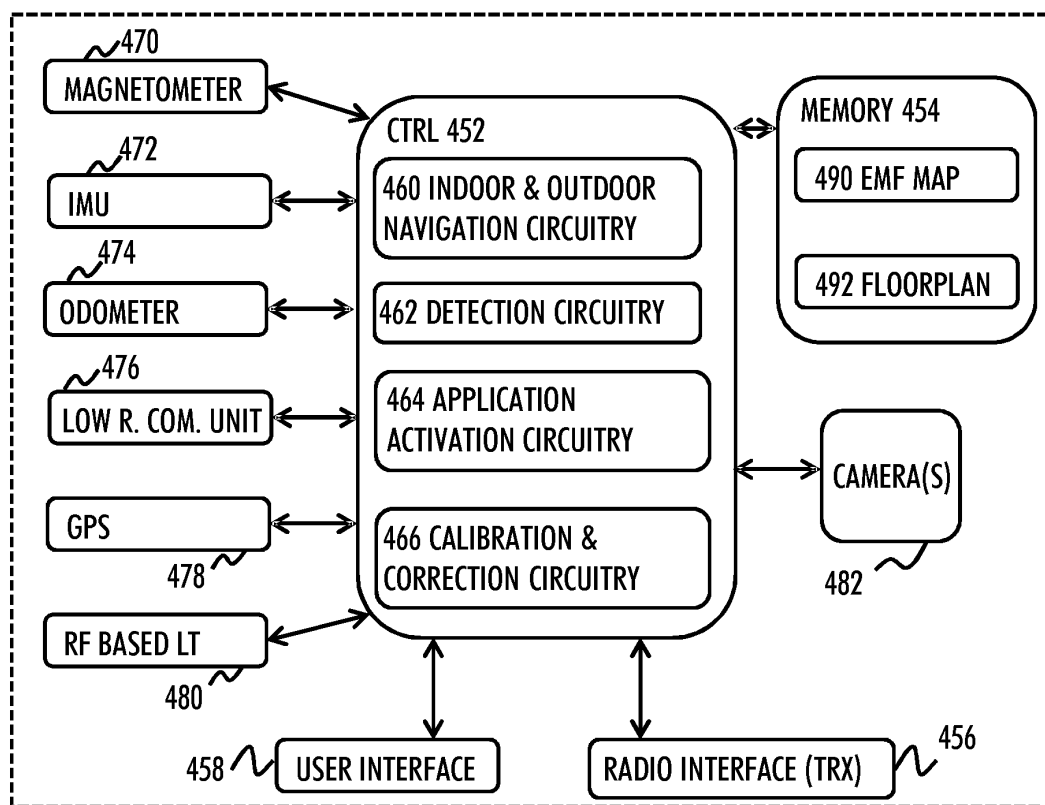 470
MAGNETOMETER
472
IMU
474
ODOMETER
476
LOW R. COM. UNIT
GPS
478
RF BASED LT
480
CTRL 452
460 INDOOR & OUTDOOR
NAVIGATION CIRCUITRY
462 DETECTION CIRCUITRY
464 APPLICATION
ACTIVATION CIRCUITRY
466 CALIBRATION &
CORRECTION CIRCUITRY
MEMORY 454
490 EMF MAP
492 FLOORPLAN
CAMERA(S)
482
458
USER INTERFACE
RADIO INTERFACE (TRX)
456